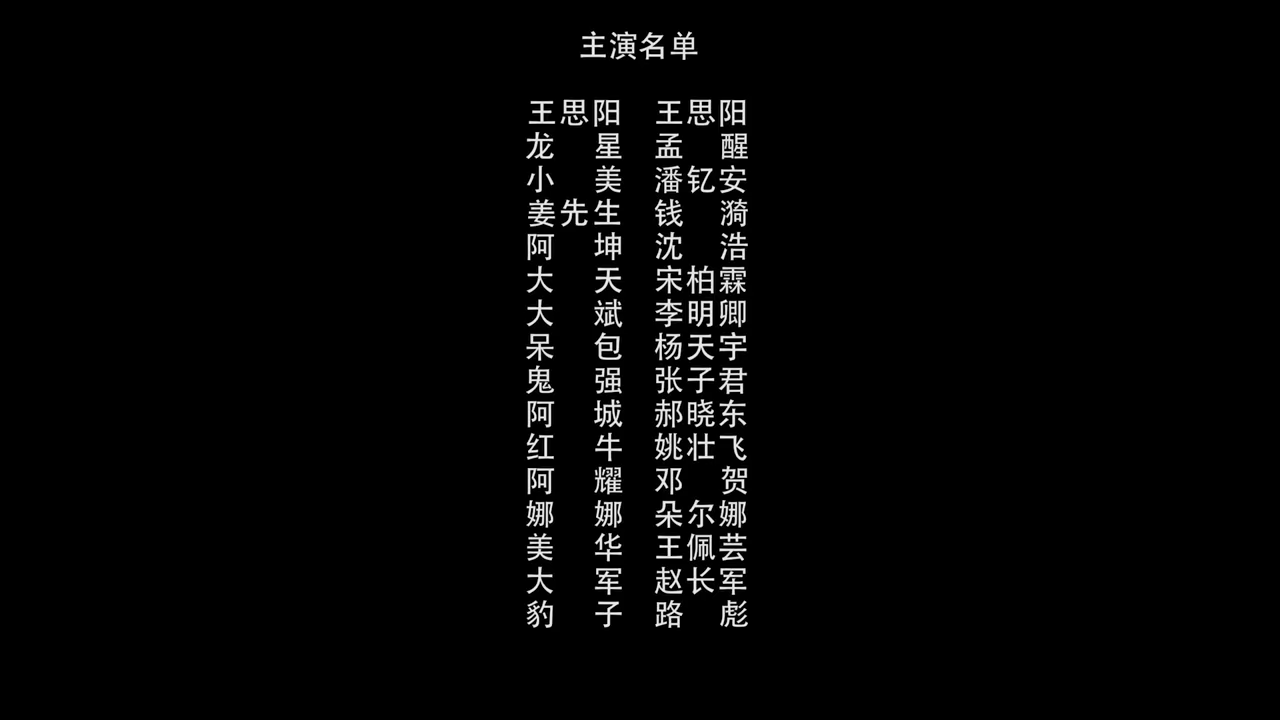 主演名单
王思阳 王思阳
龙星 孟醒
小美 潘钇安
姜先生 钱漪
阿坤 沈浩
大天 宋柏霖
大斌 李明卿
呆包 杨天宇
鬼强 张子君
阿城 郝晓东
红牛 姚壮飞
阿耀 邓贺
娜娜 朵尔娜
美华 王佩芸
大军 赵长军
豹子 路彪